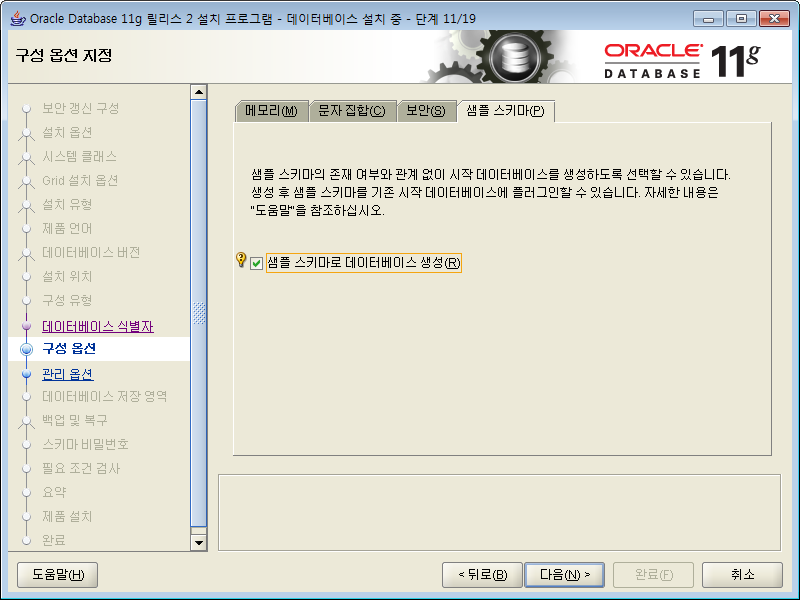 Oracle Database 11g 릴리스 2 설치 프로그램 - 데이터베이스 설치 중 - 단계 11/19
구성 옵션 지정
ORACLE
DATABASE
11g
보안 갱신 구성
설치 옵션
시스템 클래스
Grid 설치 옵션
설치 유형
제품 언어
데이터베이스 버전
설치 위치
구성 유형
데이터베이스 식별자
구성 옵션
관리 옵션
데이터베이스 저장 영역
백업 및 복구
스키마 비밀번호
필요 조건 검사
요약
제품 설치
완료
메모리(M) 문자 집합(C) 보안(S) 샘플 스키마(P)
샘플 스키마의 존재 여부와 관계 없이 시작 데이터베이스를 생성하도록 선택할 수 있습니다.
생성 후 샘플 스키마를 기존 시작 데이터베이스에 플러그인할 수 있습니다. 자세한 내용은
"도움말"을 참조하십시오.
샘플 스키마로 데이터베이스 생성(R)
도움말(H) < 뒤로(B) 다음(N) > 완료(F) 취소